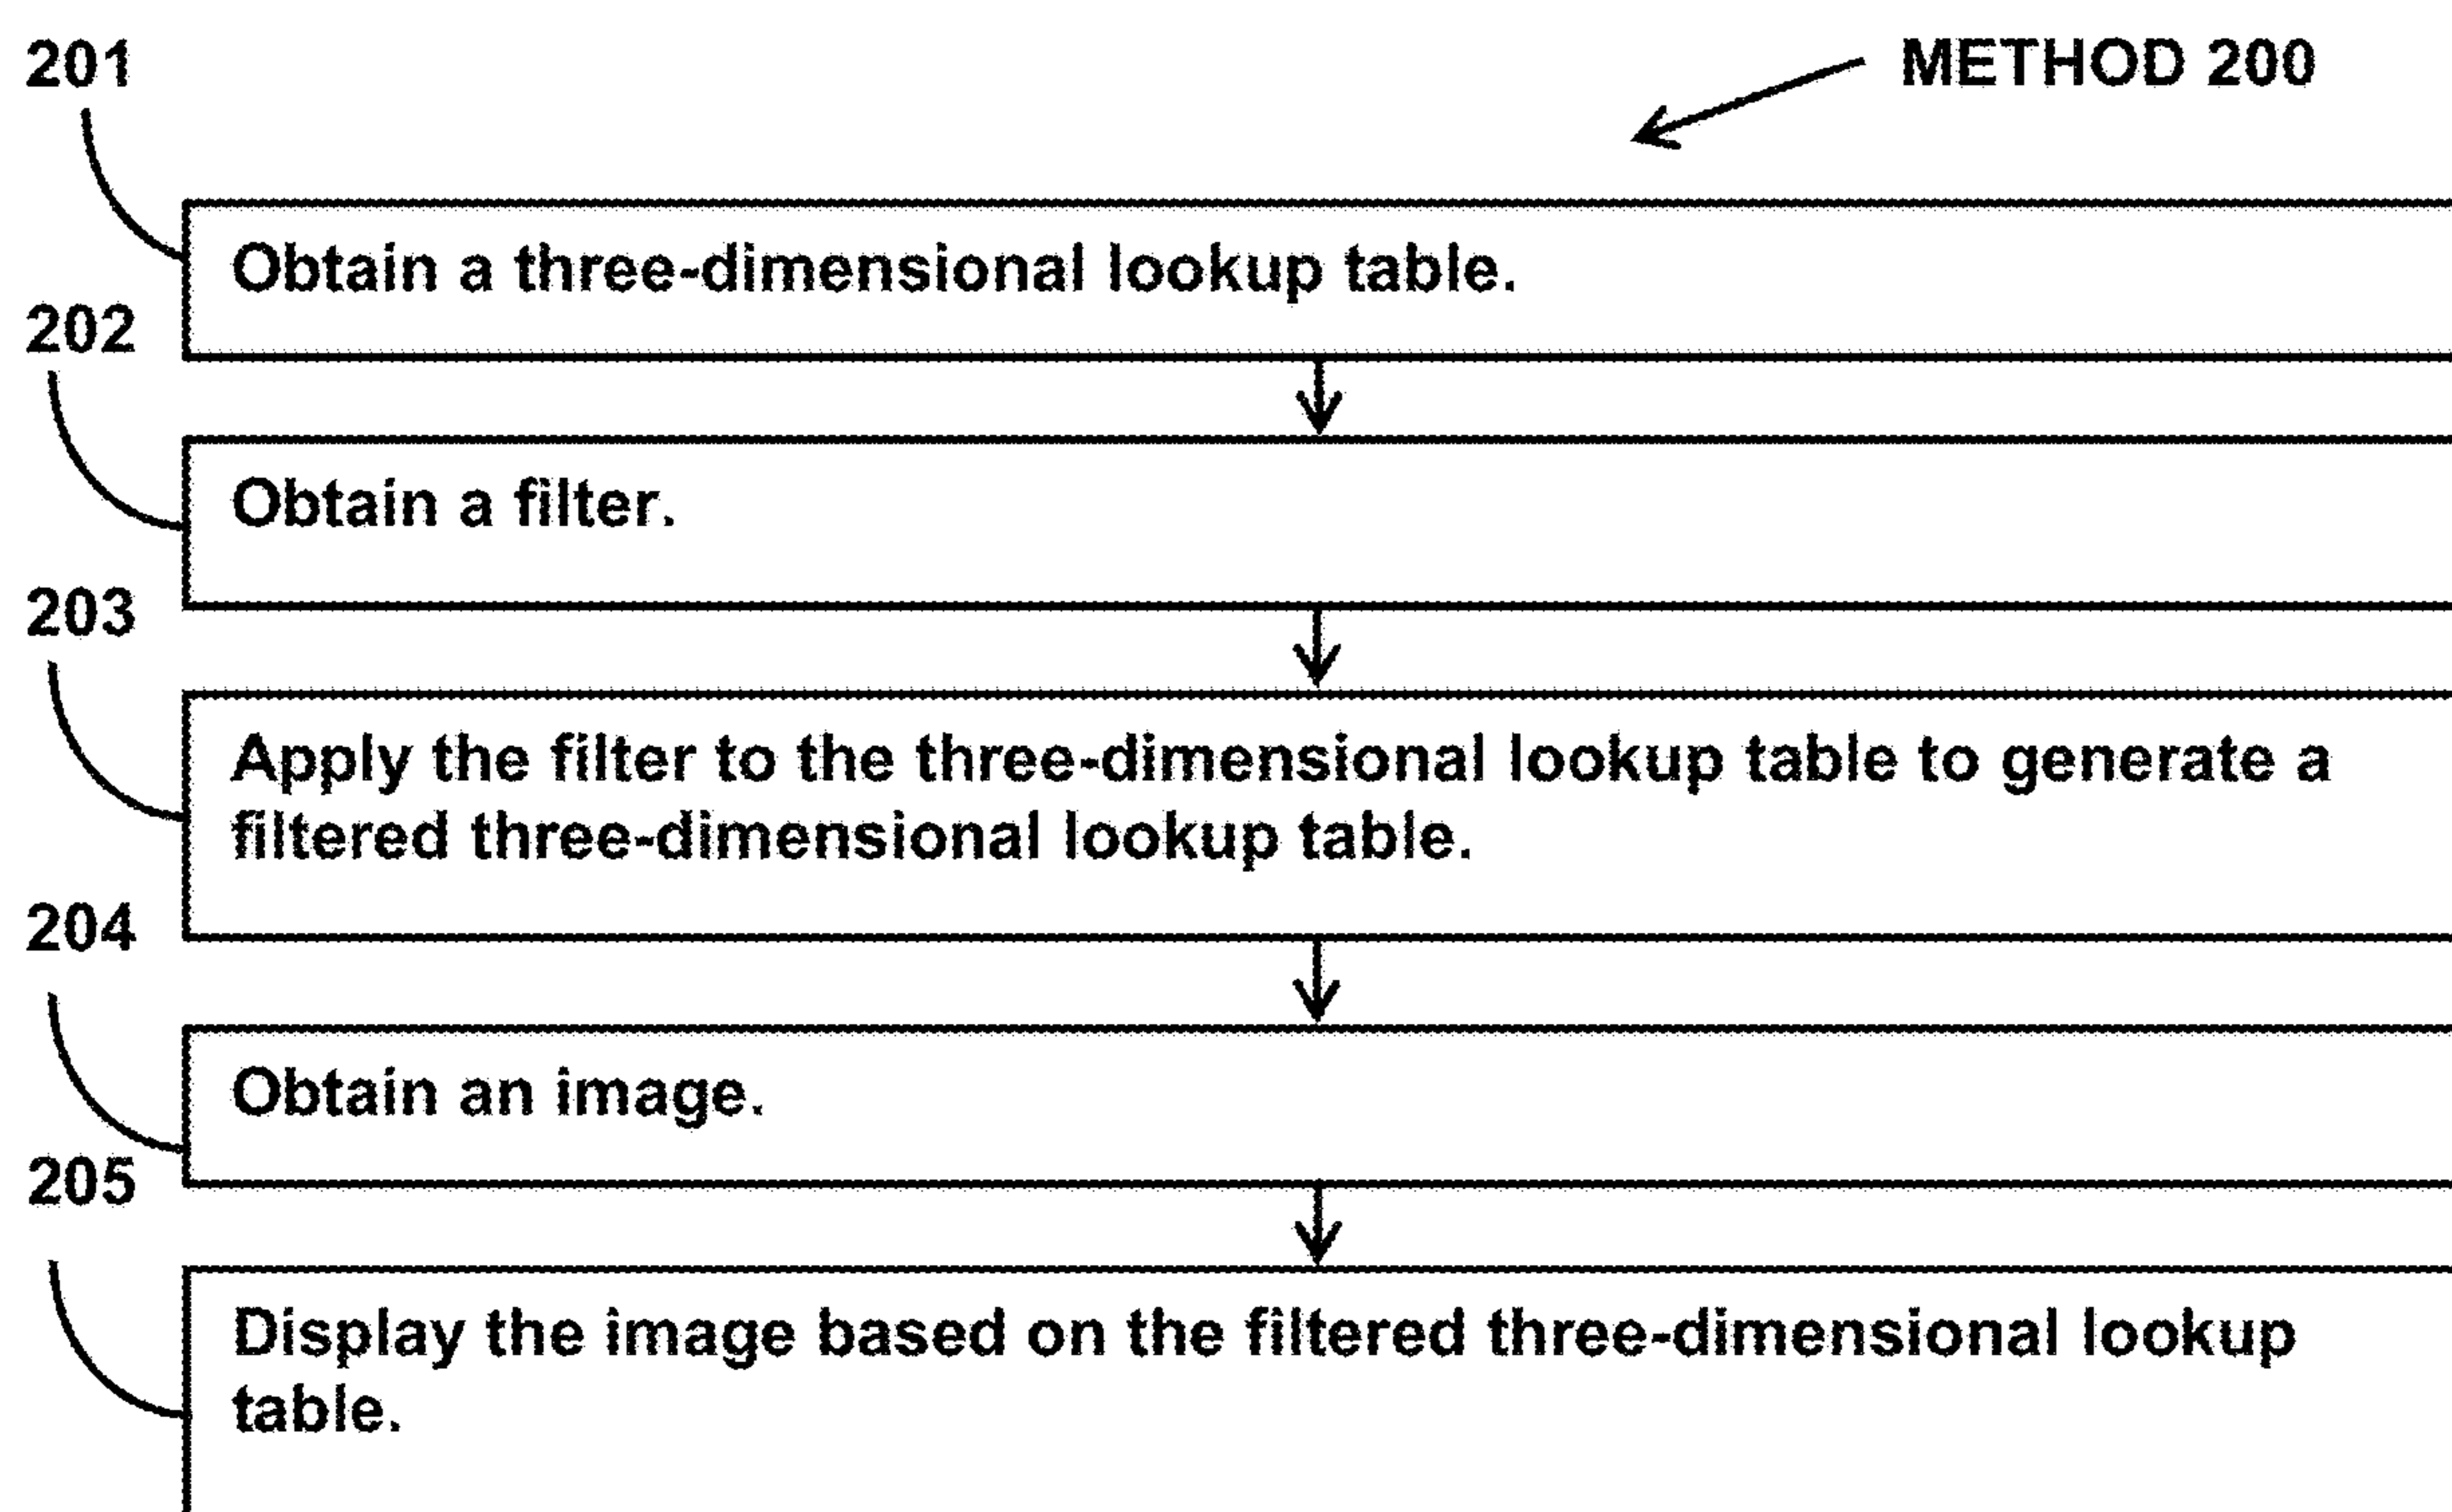 201
METHOD 200
Obtain a three-dimensional lookup table.
202
Obtain a filter.
203
Apply the filter to the three-dimensional lookup table to generate a
filtered three-dimensional lookup table.
204
Obtain an image.
205
Display the image based on the filtered three-dimensional lookup
table.